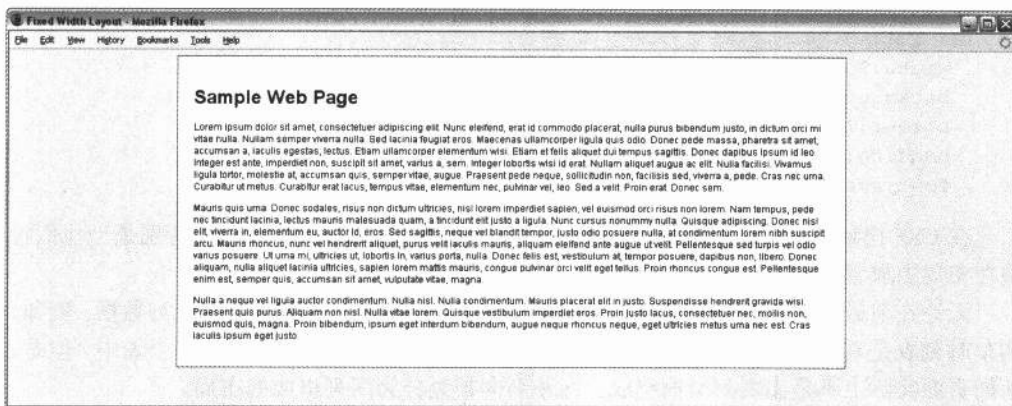 Fixed Width Layout - Mozilla Firefox
File Edit View History Bookmarks Tools Help
Sample Web Page
Lorem ipsum dolor sit amet, consectetuer adipiscing elit. Nunc eleifend, erat id commodo placerat, nulla purus bibendum justo, in dictum orci mi
vitae nulla. Nullam semper viverra nulla. Sed lacinia feugiat eros. Maecenas ullamcorper ligula quis odio. Donec pede massa, pharetra sit amet,
accumsan a, iaculis egestas, lectus. Etiam ullamcorper elementum wisi. Etiam et felis aliquet dui tempus sagittis. Donec dapibus ipsum id leo.
Integer est ante, imperdiet non, suscipit sit amet, varius a, sem. Integer lobortis wisi id erat. Nullam aliquet augue ac elit. Nulla facilisi. Vivamus
ligula tortor, molestie at, accumsan quis, semper vitae, augue. Praesent pede neque, sollicitudin non, facilisis sed, viverra a, pede. Cras nec urna.
Curabitur ut metus. Curabitur erat lacus, tempus vitae, elementum nec, pulvinar vel, leo. Sed a velit. Proin erat. Donec sem.
Mauris quis urna. Donec sodales, risus non dictum ultricies, nisl lorem imperdiet sapien, vel euismod orci risus non lorem. Nam tempus, pede
nec tincidunt lacinia, lectus mauris malesuada quam, a tincidunt elit justo a ligula. Nunc cursus nonummy nulla. Quisque adipiscing. Donec nisl
elit, viverra in, elementum eu, auctor id, eros. Sed sagittis, neque vel blandit tempor, justo odio posuere nulla, at condimentum lorem nibh suscipit
arcu. Mauris rhoncus, nunc vel hendrerit aliquet, purus velit iaculis mauris, aliquam eleifend ante augue ut velit. Pellentesque sed turpis vel odio
varius posuere. Ut urna mi, ultricies ut, lobortis in, varius porta, nulla. Donec felis est, vestibulum at, tempor posuere, dapibus non, libero. Donec
aliquam, nulla aliquet lacinia ultricies, sapien lorem mattis mauris, congue pulvinar orci velit eget tellus. Proin rhoncus congue est. Pellentesque
enim est, semper quis, accumsan sit amet, vulputate vitae, magna.
Nulla a neque vel ligula auctor condimentum. Nulla nisl. Nulla condimentum. Mauris placerat elit in justo. Suspendisse hendrerit gravida wisi.
Praesent quis purus. Aliquam non nisl. Nulla vitae lorem. Quisque vestibulum imperdiet eros. Proin justo lacus, consectetuer nec, mollis non,
euismod quis, magna. Proin bibendum, ipsum eget interdum bibendum, augue neque rhoncus neque, eget ultricies metus urna nec est. Cras
iaculis ipsum eget justo.